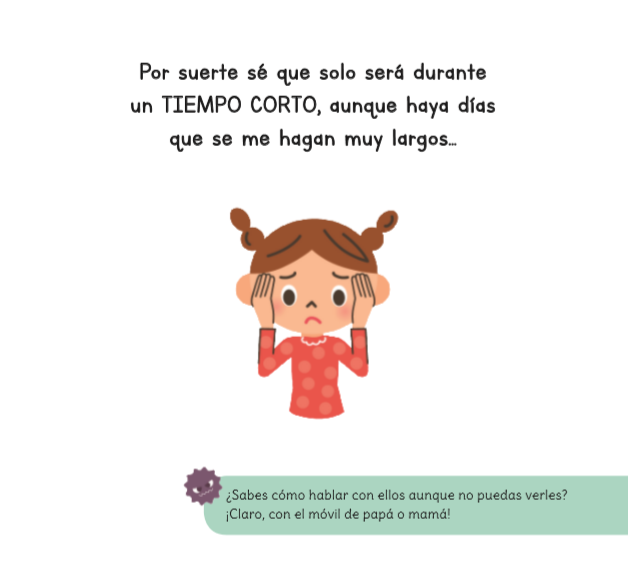 Por suerte sé que solo será durante
un TIEMPO CORTO, aunque haya días
que se me hagan muy largos...
¿Sabes cómo hablar con ellos aunque no puedas verles?
¡Claro, con el móvil de papá o mamá!